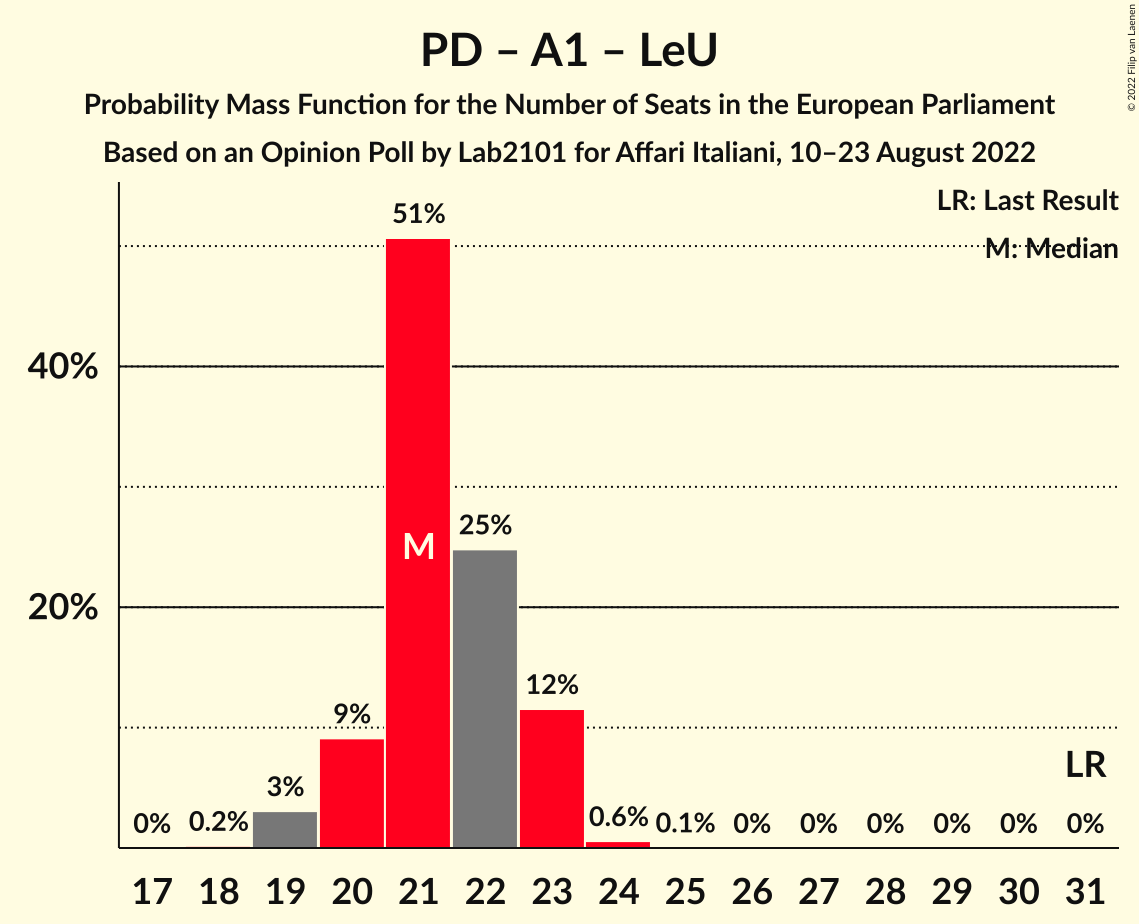 PD – A1 – LeU
Probability Mass Function for the Number of Seats in the European Parliament
Based on an Opinion Poll by Lab2101 for Affari Italiani, 10–23 August 2022
© 2022 Filip van Laenen
LR: Last Result
M: Median
51%
40%
M
25%
20%
12%
9%
LR
3%
0% 0.2% 0.6% 0.1% 0% 0% 0% 0% 0% 0%
17 18 19 20 21 22 23 24 25 26 27 28 29 30 31